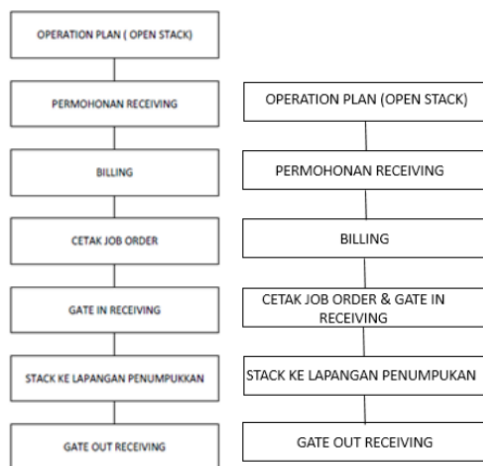 OPERATION PLAN ( OPEN STACK)
PERMOHONAN RECEIVING
BILLING
CETAK JOB ORDER
GATE IN RECEIVING
STACK KE LAPANGAN PENUMPUKKAN
GATE OUT RECEIVING
OPERATION PLAN (OPEN STACK)
PERMOHONAN RECEIVING
BILLING
CETAK JOB ORDER & GATE IN
RECEIVING
STACK KE LAPANGAN PENUMPUKAN
GATE OUT RECEIVING